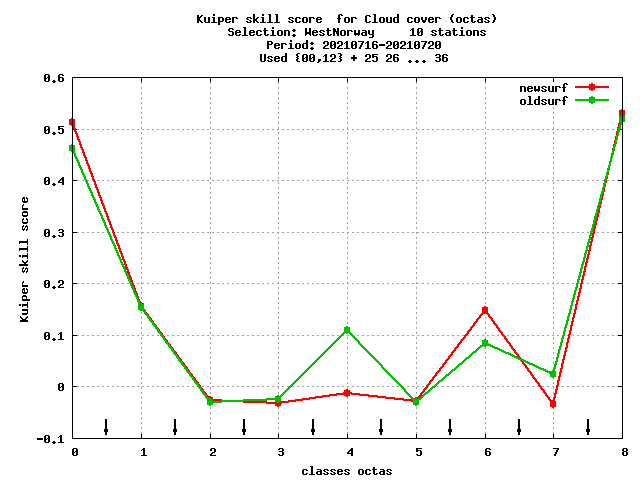 Kuiper skill score for Cloud cover (octas)
Selection: WestNorway 10 stations
Period: 20210716-20210720
Used {00,12} + 25 26 ... 36
newsurf
oldsurf
0.6
0.5
0.4
0.3
0.2
0.1
0
-0.1
Kuiper skill score
0 1 2 3 4 5 6 7 8
classes octas